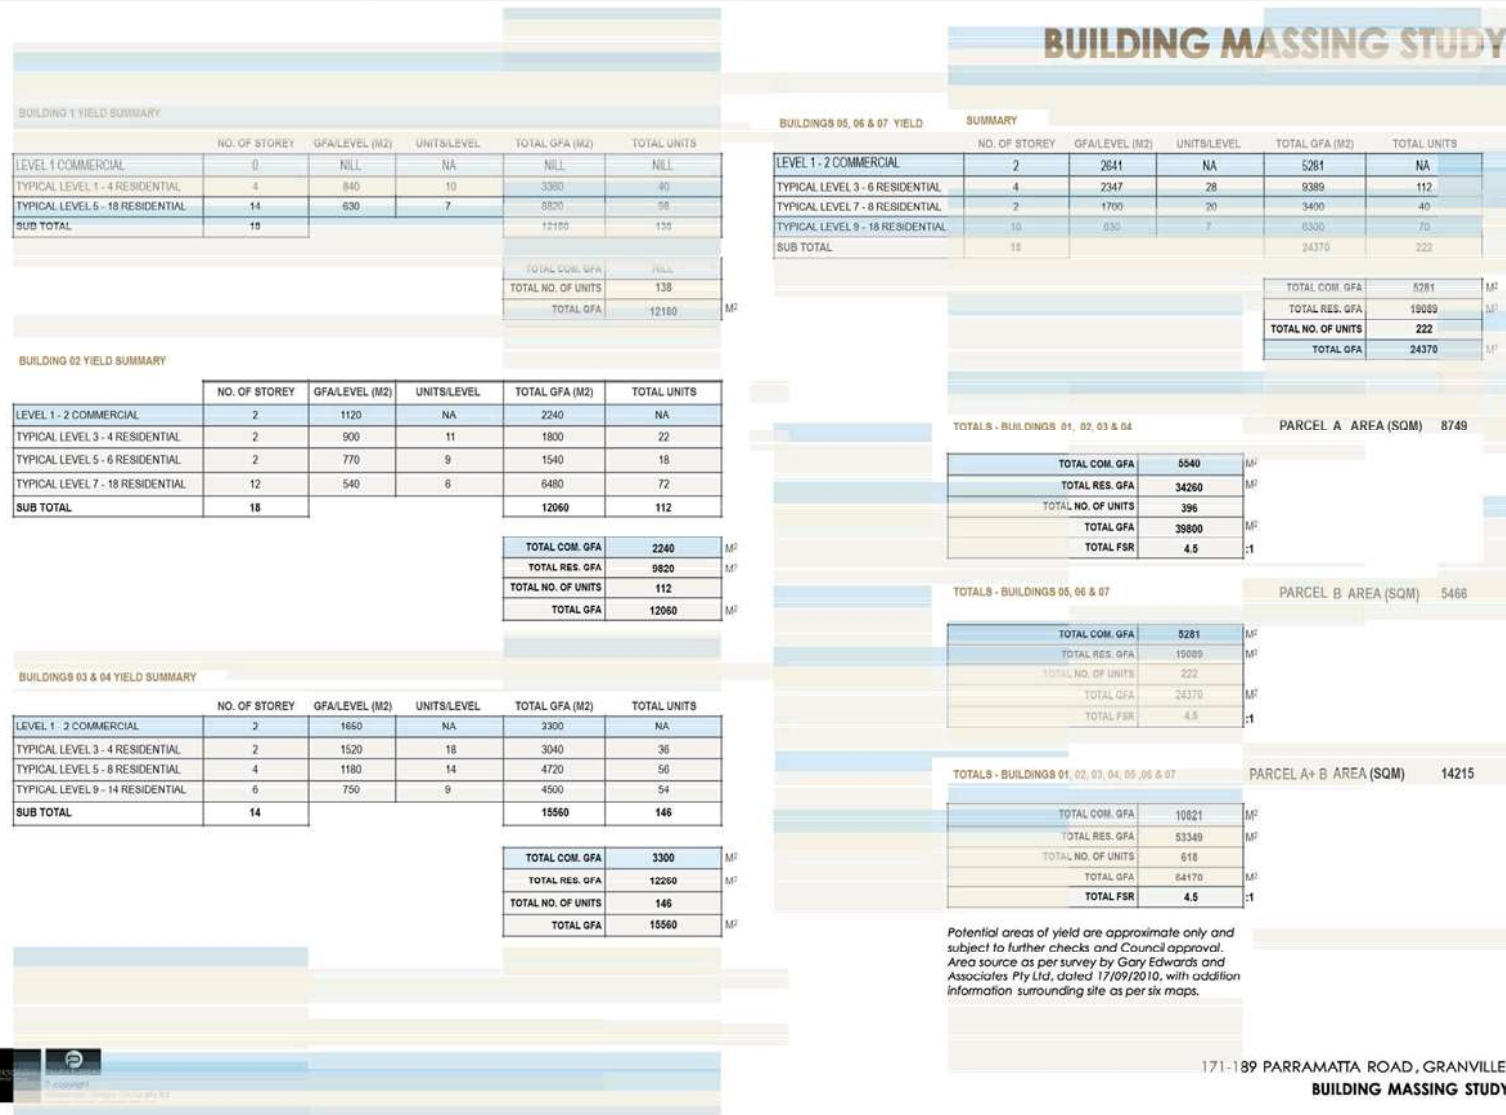 BUILDING MASSING STUDY
BUILDING 1 YIELD SUMMARY
NO. OF STOREY GFA/LEVEL (M2) UNITS/LEVEL TOTAL GFA (M2) TOTAL UNITS
LEVEL 1 COMMERCIAL 0 NILL NA NILL NILL
TYPICAL LEVEL 1 - 4 RESIDENTIAL 4 840 10 3360 40
TYPICAL LEVEL 5 - 18 RESIDENTIAL 14 630 7 8820 98
SUB TOTAL 18 12180 138
TOTAL COM. GFA NILL
TOTAL NO. OF UNITS 138
TOTAL GFA 12180 M2
BUILDING 02 YIELD SUMMARY
NO. OF STOREY GFA/LEVEL (M2) UNITS/LEVEL TOTAL GFA (M2) TOTAL UNITS
LEVEL 1 - 2 COMMERCIAL 2 1120 NA 2240 NA
TYPICAL LEVEL 3 - 4 RESIDENTIAL 2 900 11 1800 22
TYPICAL LEVEL 5 - 6 RESIDENTIAL 2 770 9 1540 18
TYPICAL LEVEL 7 - 18 RESIDENTIAL 12 540 6 6480 72
SUB TOTAL 18 12060 112
TOTAL COM. GFA 2240 M2
TOTAL RES. GFA 9820 M2
TOTAL NO. OF UNITS 112
TOTAL GFA 12060 M2
BUILDINGS 03 & 04 YIELD SUMMARY
NO. OF STOREY GFA/LEVEL (M2) UNITS/LEVEL TOTAL GFA (M2) TOTAL UNITS
LEVEL 1 - 2 COMMERCIAL 2 1650 NA 3300 NA
TYPICAL LEVEL 3 - 4 RESIDENTIAL 2 1520 18 3040 36
TYPICAL LEVEL 5 - 8 RESIDENTIAL 4 1180 14 4720 56
TYPICAL LEVEL 9 - 14 RESIDENTIAL 6 750 9 4500 54
SUB TOTAL 14 15560 146
TOTAL COM. GFA 3300 M2
TOTAL RES. GFA 12260 M2
TOTAL NO. OF UNITS 146
TOTAL GFA 15560 M2
BUILDINGS 05, 06 & 07 YIELD SUMMARY
NO. OF STOREY GFA/LEVEL (M2) UNITS/LEVEL TOTAL GFA (M2) TOTAL UNITS
LEVEL 1 - 2 COMMERCIAL 2 2641 NA 5281 NA
TYPICAL LEVEL 3 - 6 RESIDENTIAL 4 2347 28 9389 112
TYPICAL LEVEL 7 - 8 RESIDENTIAL 2 1700 20 3400 40
TYPICAL LEVEL 9 - 18 RESIDENTIAL 10 630 7 6300 70
SUB TOTAL 18 24370 222
TOTAL COM. GFA 5281 M2
TOTAL RES. GFA 19089 M2
TOTAL NO. OF UNITS 222
TOTAL GFA 24370 M2
TOTALS - BUILDINGS 01, 02, 03 & 04 PARCEL A AREA (SQM) 8749
TOTAL COM. GFA 5540 M2
TOTAL RES. GFA 34260 M2
TOTAL NO. OF UNITS 396
TOTAL GFA 39800 M2
TOTAL FSR 4.5 :1
TOTALS - BUILDINGS 05, 06 & 07 PARCEL B AREA (SQM) 5466
TOTAL COM. GFA 5281 M2
TOTAL RES. GFA 19089 M2
TOTAL NO. OF UNITS 222
TOTAL GFA 24370 M2
TOTAL FSR 4.5 :1
TOTALS - BUILDINGS 01, 02, 03, 04, 05 ,06 & 07 PARCEL A+ B AREA (SQM) 14215
TOTAL COM. GFA 10821 M2
TOTAL RES. GFA 53349 M2
TOTAL NO. OF UNITS 618
TOTAL GFA 64170 M2
TOTAL FSR 4.5 :1
Potential areas of yield are approximate only and
subject to further checks and Council approval.
Area source as per survey by Gary Edwards and
Associates Pty Ltd, dated 17/09/2010, with addition
information surrounding site as per six maps.
© copyright
171-189 PARRAMATTA ROAD, GRANVILLE
BUILDING MASSING STUDY